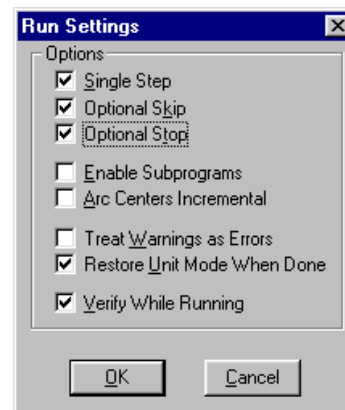 Run Settings
Options
Single Step
Optional Skip
Optional Stop
Enable Subprograms
Arc Centers Incremental
Treat Warnings as Errors
Restore Unit Mode When Done
Verify While Running
OK
Cancel